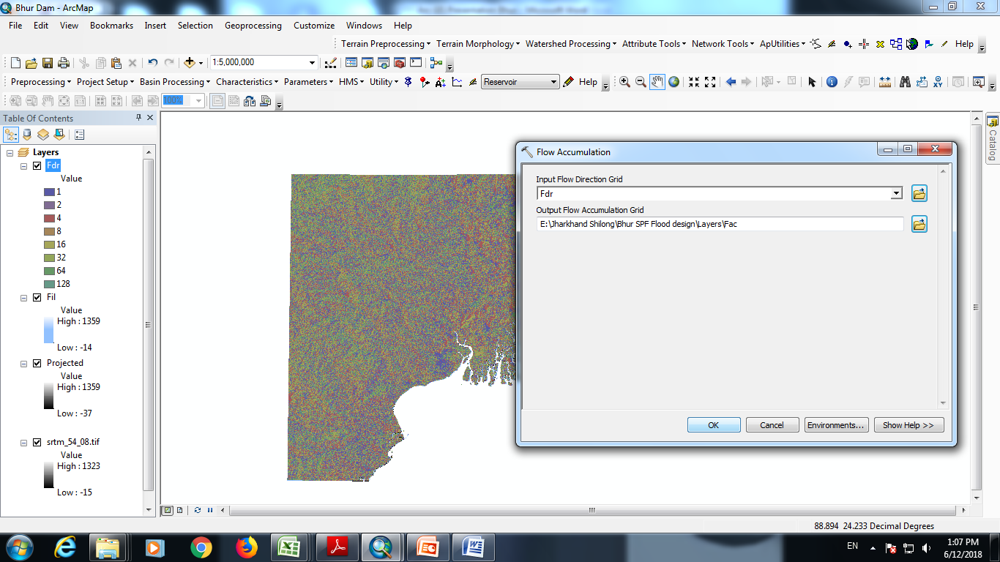 Bhur Dam - ArcMap
File Edit View Bookmarks Insert Selection Geoprocessing Customize Windows Help
Terrain Preprocessing Terrain Morphology Watershed Processing Attribute Tools Network Tools ApUtilities Help
1:5,000,000
Preprocessing Project Setup Basin Processing Characteristics Parameters HMS Utility Reservoir Help
100%
Table Of Contents
Layers
Fdr
Value
1
2
4
8
16
32
64
128
Fil
Value
High : 1359
Low : -14
Projected
Value
High : 1359
Low : -37
srtm_54_08.tif
Value
High : 1323
Low : -15
Flow Accumulation
Input Flow Direction Grid
Fdr
Output Flow Accumulation Grid
E:\Jharkhand Shilong\Bhur SPF Flood design\Layers\Fac
OK Cancel Environments... Show Help >>
Catalog
88.894 24.233 Decimal Degrees
EN
1:07 PM
6/12/2018